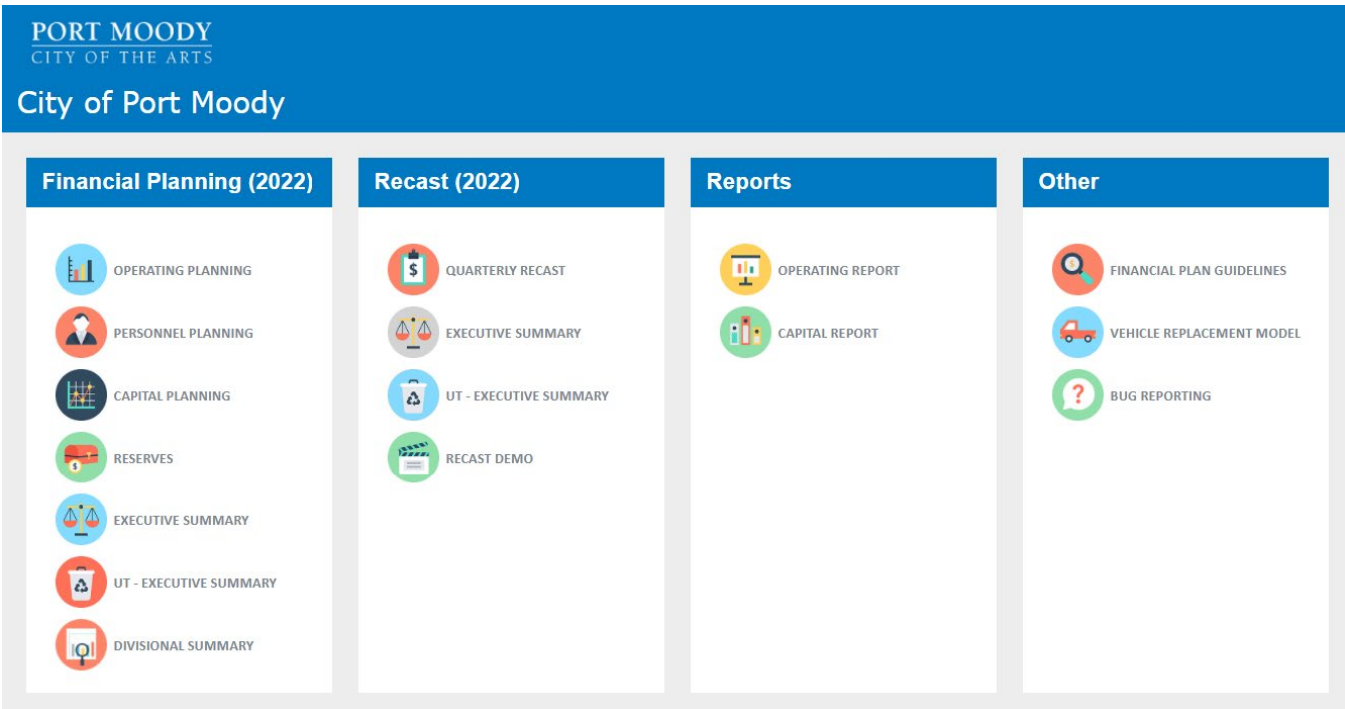 PORT MOODY
CITY OF THE ARTS
City of Port Moody
Financial Planning (2022)
OPERATING PLANNING
PERSONNEL PLANNING
CAPITAL PLANNING
RESERVES
EXECUTIVE SUMMARY
UT - EXECUTIVE SUMMARY
DIVISIONAL SUMMARY
Recast (2022)
QUARTERLY RECAST
EXECUTIVE SUMMARY
UT - EXECUTIVE SUMMARY
RECAST DEMO
Reports
OPERATING REPORT
CAPITAL REPORT
Other
FINANCIAL PLAN GUIDELINES
VEHICLE REPLACEMENT MODEL
BUG REPORTING